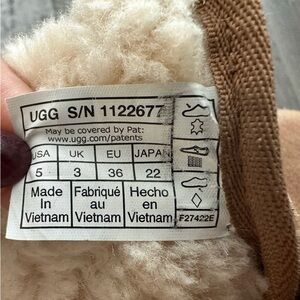 UGG S/N 1122677
May be covered by Pat:
www.ugg.com/patents
USA UK EU JAPAN
5 3 36 22
Made Fabriqué Hecho
In au en
Vietnam Vietnam Vietnam
F27422E